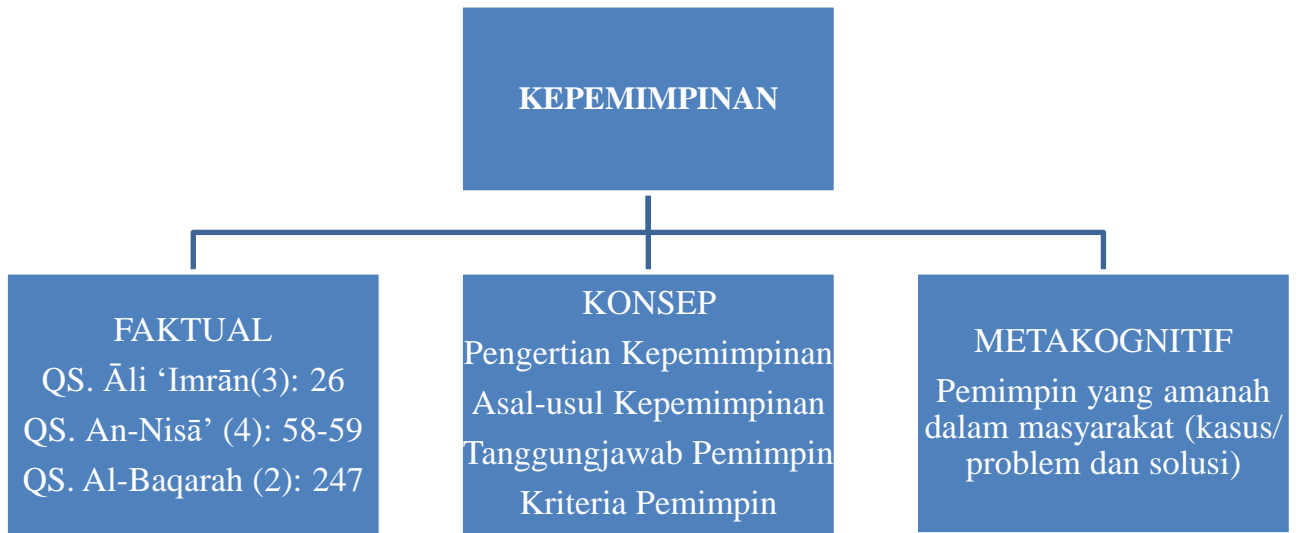 KEPEMIMPINAN
FAKTUAL
QS. Āli ‘Imrān(3): 26
QS. An-Nisā’ (4): 58-59
QS. Al-Baqarah (2): 247
KONSEP
Pengertian Kepemimpinan
Asal-usul Kepemimpinan
Tanggungjawab Pemimpin
Kriteria Pemimpin
METAKOGNITIF
Pemimpin yang amanah
dalam masyarakat (kasus/
problem dan solusi)